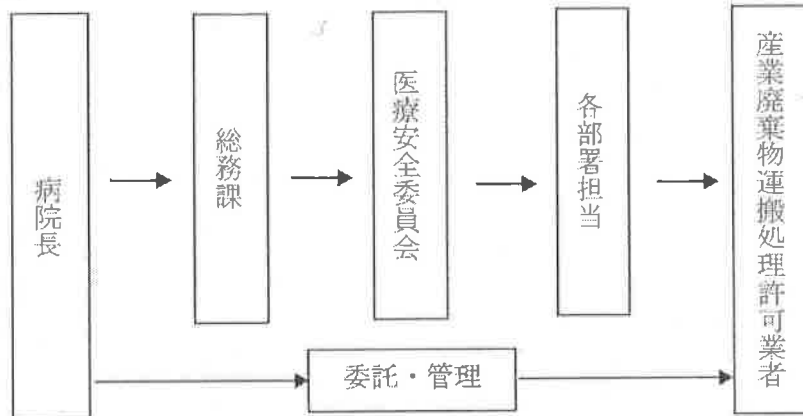 病院長
総務課
医療安全委員会
各部署担当
産業廃棄物運搬処理許可業者
委託・管理